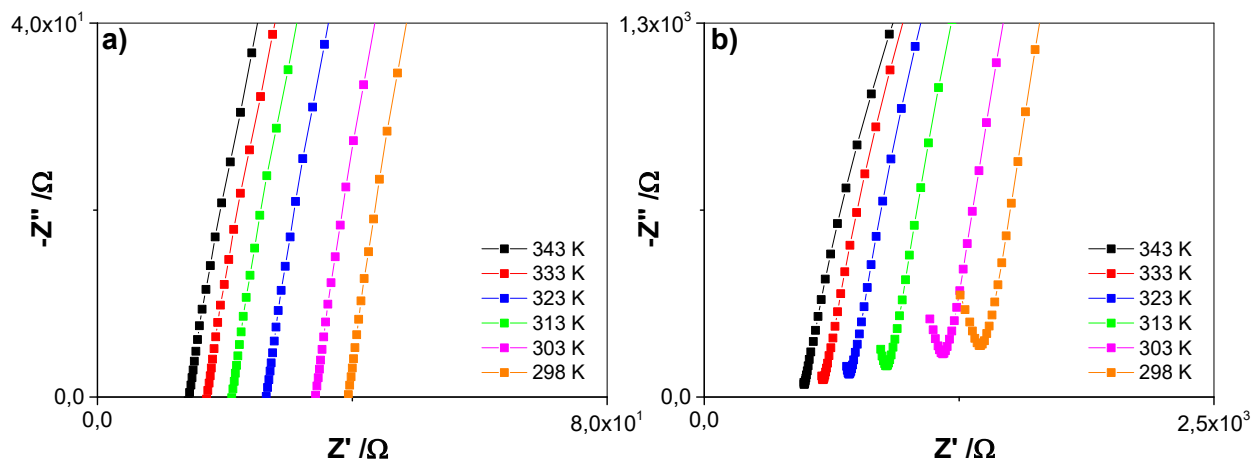 a)
4,0x10¹
-Z'' /Ω
0,0
0,0
8,0x10¹
Z' /Ω
343 K
333 K
323 K
313 K
303 K
298 K
b)
1,3x10³
-Z'' /Ω
0,0
0,0
2,5x10³
Z' /Ω
343 K
333 K
323 K
313 K
303 K
298 K